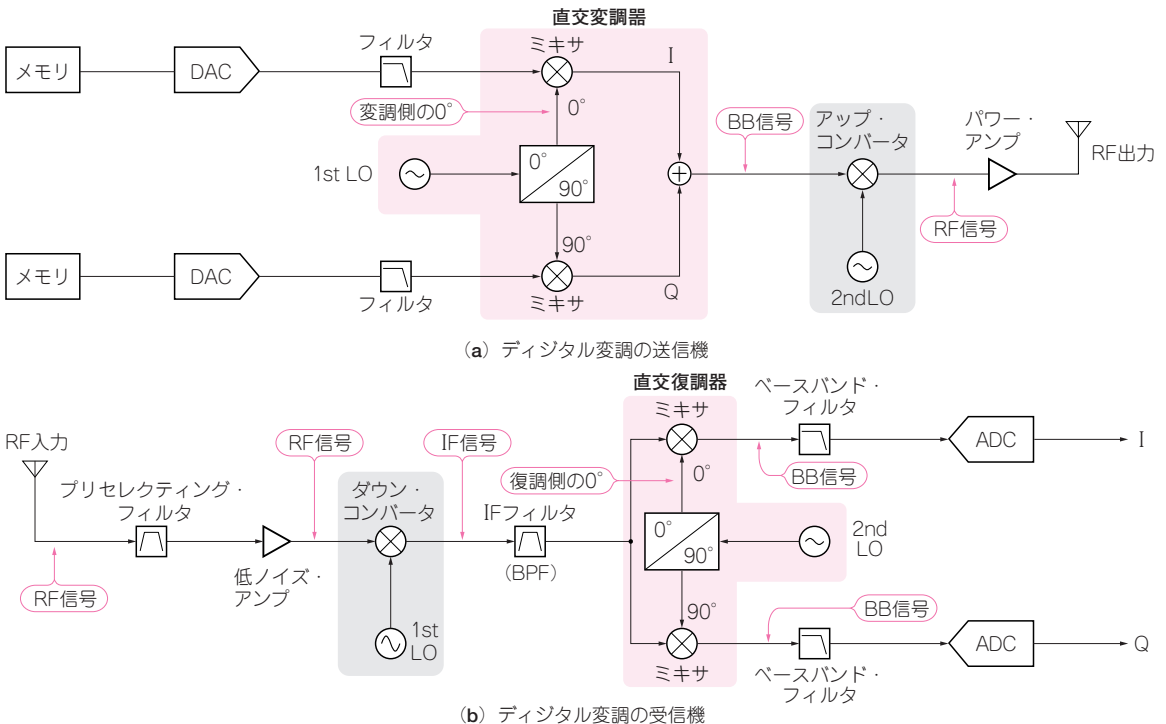 直交変調器
フィルタ
ミキサ
I
メモリ
DAC
変調側の0°
0°
BB信号
アップ・
コンバータ
パワー・
アンプ
RF出力
1st LO
0°
90°
RF信号
90°
メモリ
DAC
フィルタ
ミキサ
Q
2ndLO
(a) ディジタル変調の送信機
直交復調器
ミキサ
ベースバンド・
フィルタ
RF入力
RF信号
IF信号
ADC
I
プリセレクティング・
フィルタ
ダウン・
コンバータ
復調側の0°
0°
BB信号
IFフィルタ
(BPF)
0°
90°
2nd
LO
RF信号
低ノイズ・
アンプ
90°
BB信号
1st
LO
ADC
Q
ミキサ
ベースバンド・
フィルタ
(b) ディジタル変調の受信機